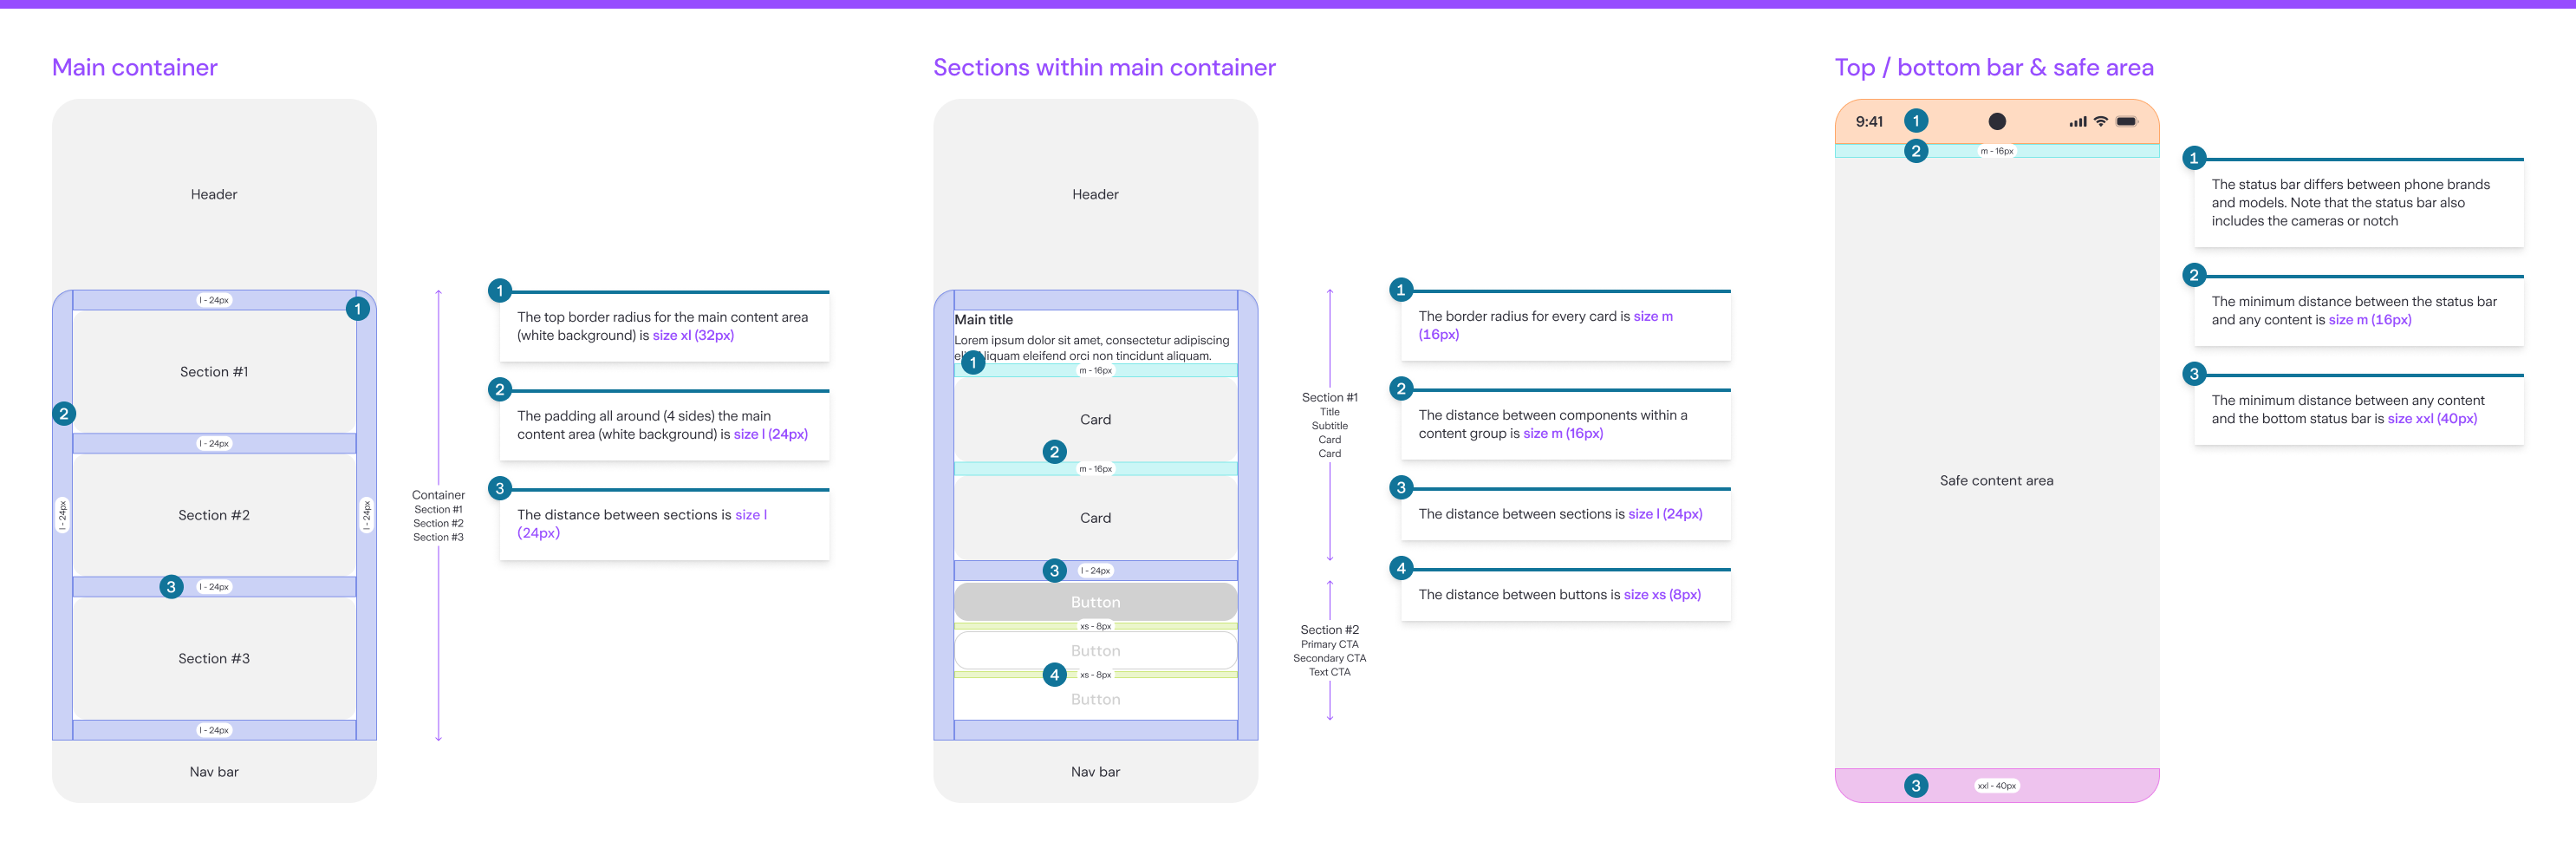 Main container
Header
l - 24px
1
Section #1
2
l - 24px
l - 24px
Section #2
l - 24px
3
l - 24px
Section #3
l - 24px
Nav bar
Container
Section #1
Section #2
Section #3
1
The top border radius for the main content area
(white background) is size xl (32px)
2
The padding all around (4 sides) the main
content area (white background) is size l (24px)
3
The distance between sections is size l
(24px)
Sections within main container
Header
Main title
Lorem ipsum dolor sit amet, consectetur adipiscing
aliquam eleifend orci non tincidunt aliquam.
1
m - 16px
Card
2
m - 16px
Card
3
l - 24px
Button
xs - 8px
Button
4
xs - 8px
Button
Nav bar
Section #1
Title
Subtitle
Card
Card
Section #2
Primary CTA
Secondary CTA
Text CTA
1
The border radius for every card is size m
(16px)
2
The distance between components within a
content group is size m (16px)
3
The distance between sections is size l (24px)
4
The distance between buttons is size xs (8px)
Top / bottom bar & safe area
9:41
1
2
m - 16px
Safe content area
3
xxl - 40px
1
The status bar differs between phone brands
and models. Note that the status bar also
includes the cameras or notch
2
The minimum distance between the status bar
and any content is size m (16px)
3
The minimum distance between any content
and the bottom status bar is size xxl (40px)